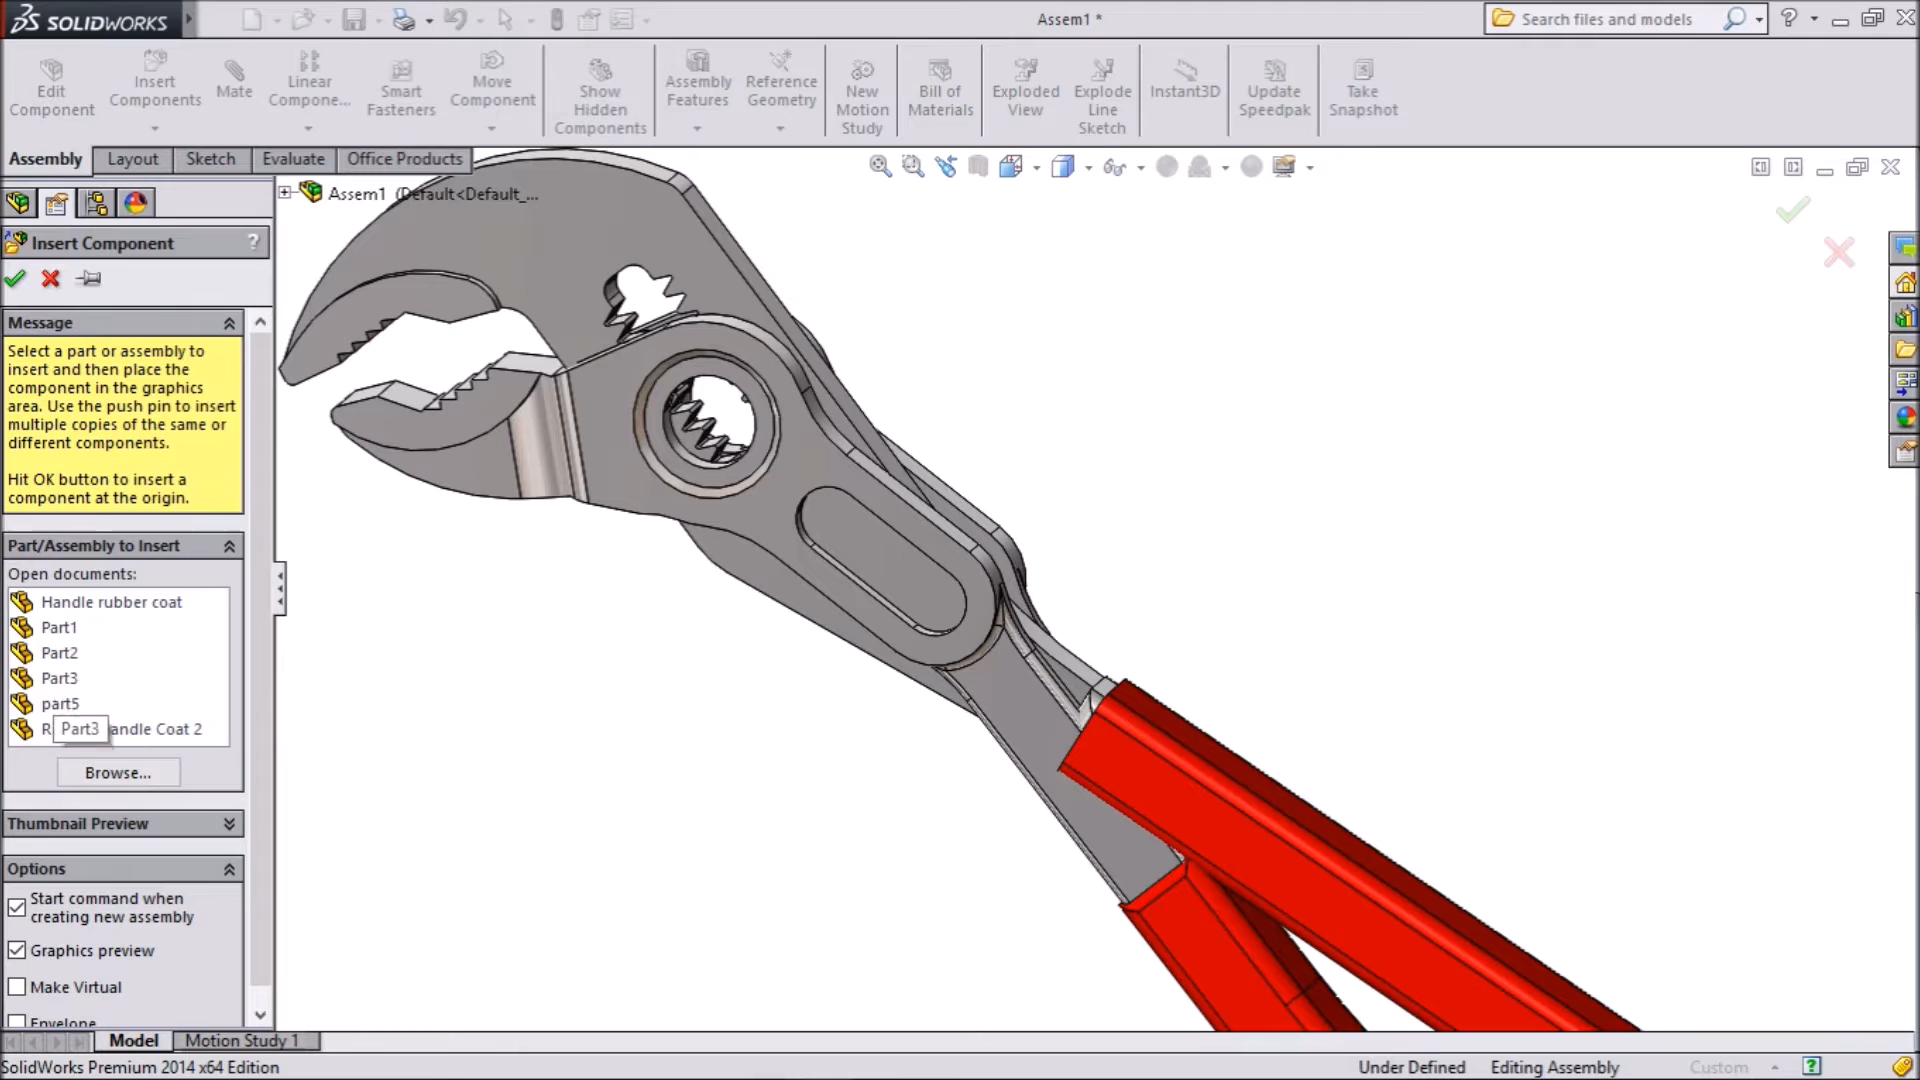 SOLIDWORKS
Assem1 *
Search files and models
Edit Component
Insert Components
Mate
Linear Compone...
Smart Fasteners
Move Component
Show Hidden Components
Assembly Features
Reference Geometry
New Motion Study
Bill of Materials
Exploded View
Explode Line Sketch
Instant3D
Update Speedpak
Take Snapshot
Assembly
Layout
Sketch
Evaluate
Office Products
Assem1 (Default<Default_...
Insert Component
?
Message
Select a part or assembly to
insert and then place the
component in the graphics
area. Use the push pin to insert
multiple copies of the same or
different components.
Hit OK button to insert a
component at the origin.
Part/Assembly to Insert
Open documents:
Handle rubber coat
Part1
Part2
Part3
part5
R
Part3
andle Coat 2
Browse...
Thumbnail Preview
Options
Start command when
creating new assembly
Graphics preview
Make Virtual
Envelope
Model
Motion Study 1
SolidWorks Premium 2014 x64 Edition
Under Defined
Editing Assembly
Custom